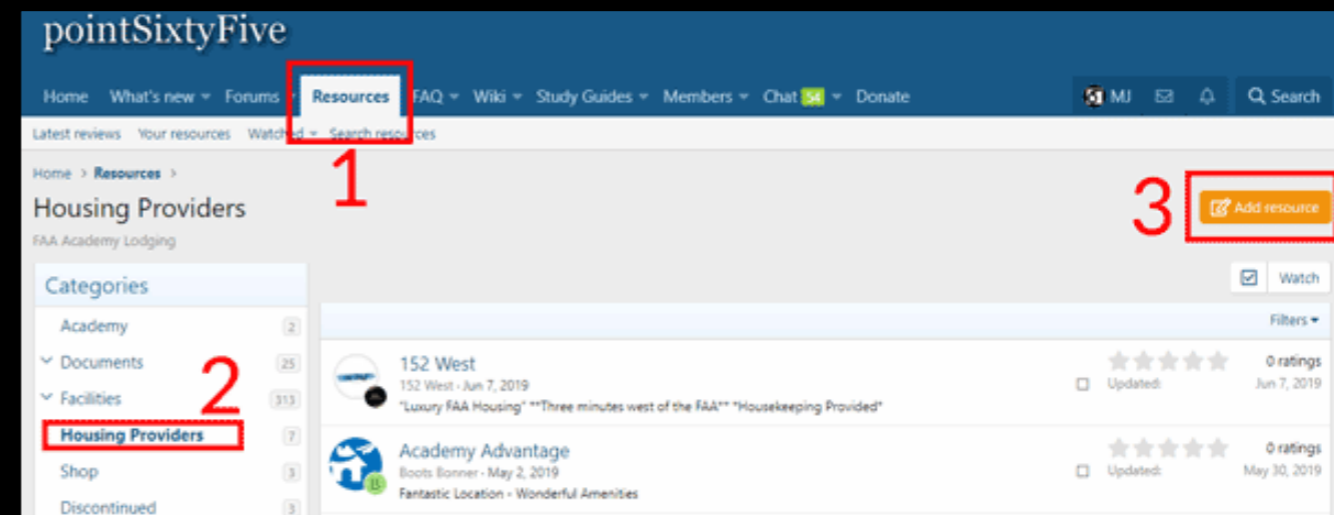 pointSixtyFive
Home What's new Forums Resources FAQ Wiki Study Guides Members Chat 54 Donate MJ Search
Latest reviews Your resources Watched Search resources
1
Home > Resources >
3
Housing Providers
Add resource
FAA Academy Lodging
Categories
Watch
Academy 2
Filters
Documents 25
2
Facilities 313
Housing Providers 7
Shop 3
Discontinued 3
152 West
0 ratings
152 West · Jun 7, 2019
Updated: Jun 7, 2019
"Luxury FAA Housing" **Three minutes west of the FAA** *Housekeeping Provided*
Academy Advantage
0 ratings
B
Boots Bonner · May 2, 2019
Updated: May 30, 2019
Fantastic Location - Wonderful Amenities